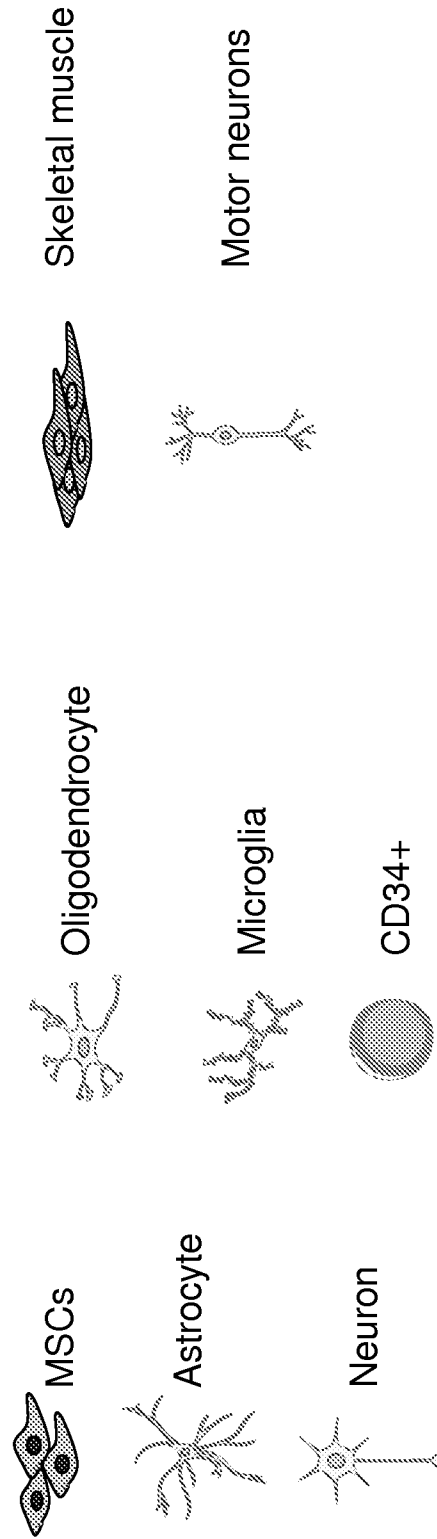 MSCs
Astrocyte
Neuron
Oligodendrocyte
Microglia
CD34+
Skeletal muscle
Motor neurons